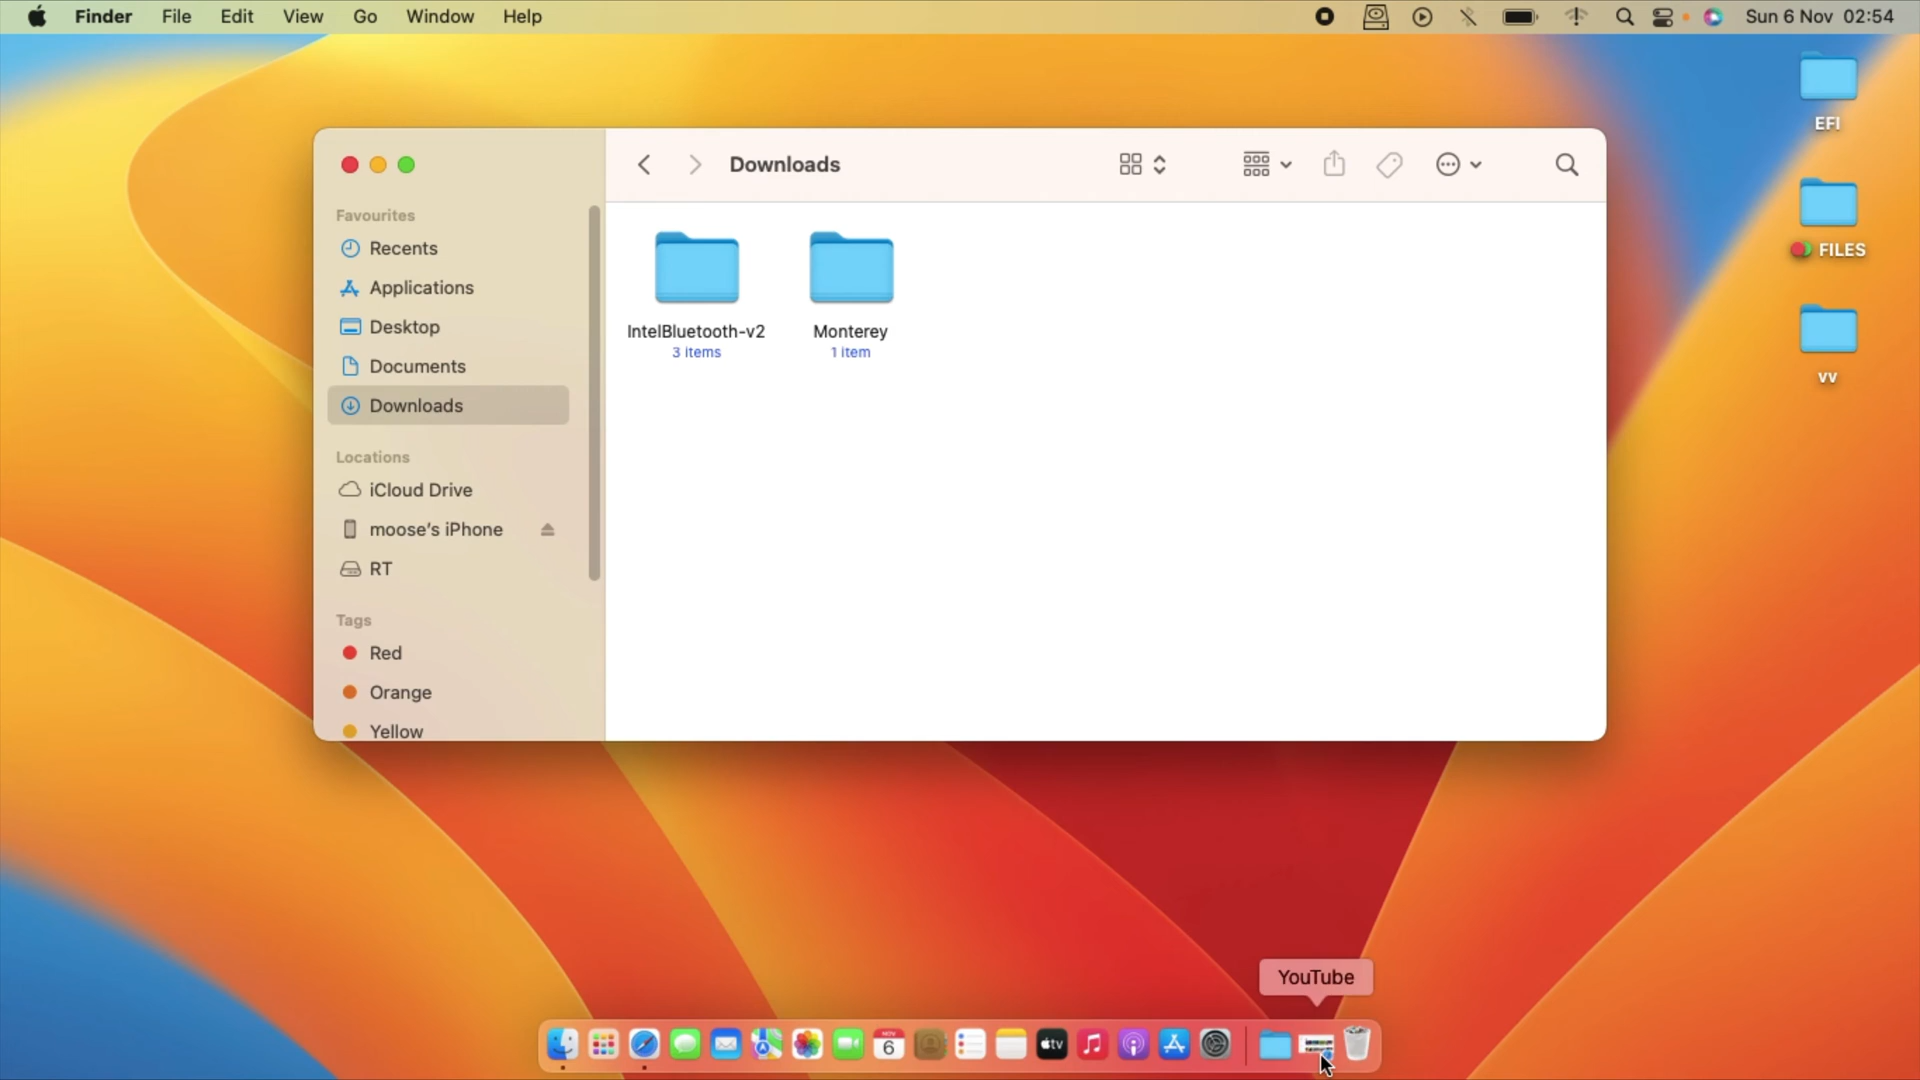 Finder File Edit View Go Window Help Sun 6 Nov 02:54
EFI
FILES
vv
Downloads
Favourites
Recents
Applications
Desktop
Documents
Downloads
Locations
iCloud Drive
moose's iPhone
RT
Tags
Red
Orange
Yellow
IntelBluetooth-v2
3 items
Monterey
1 item
YouTube
NOV
6
tv